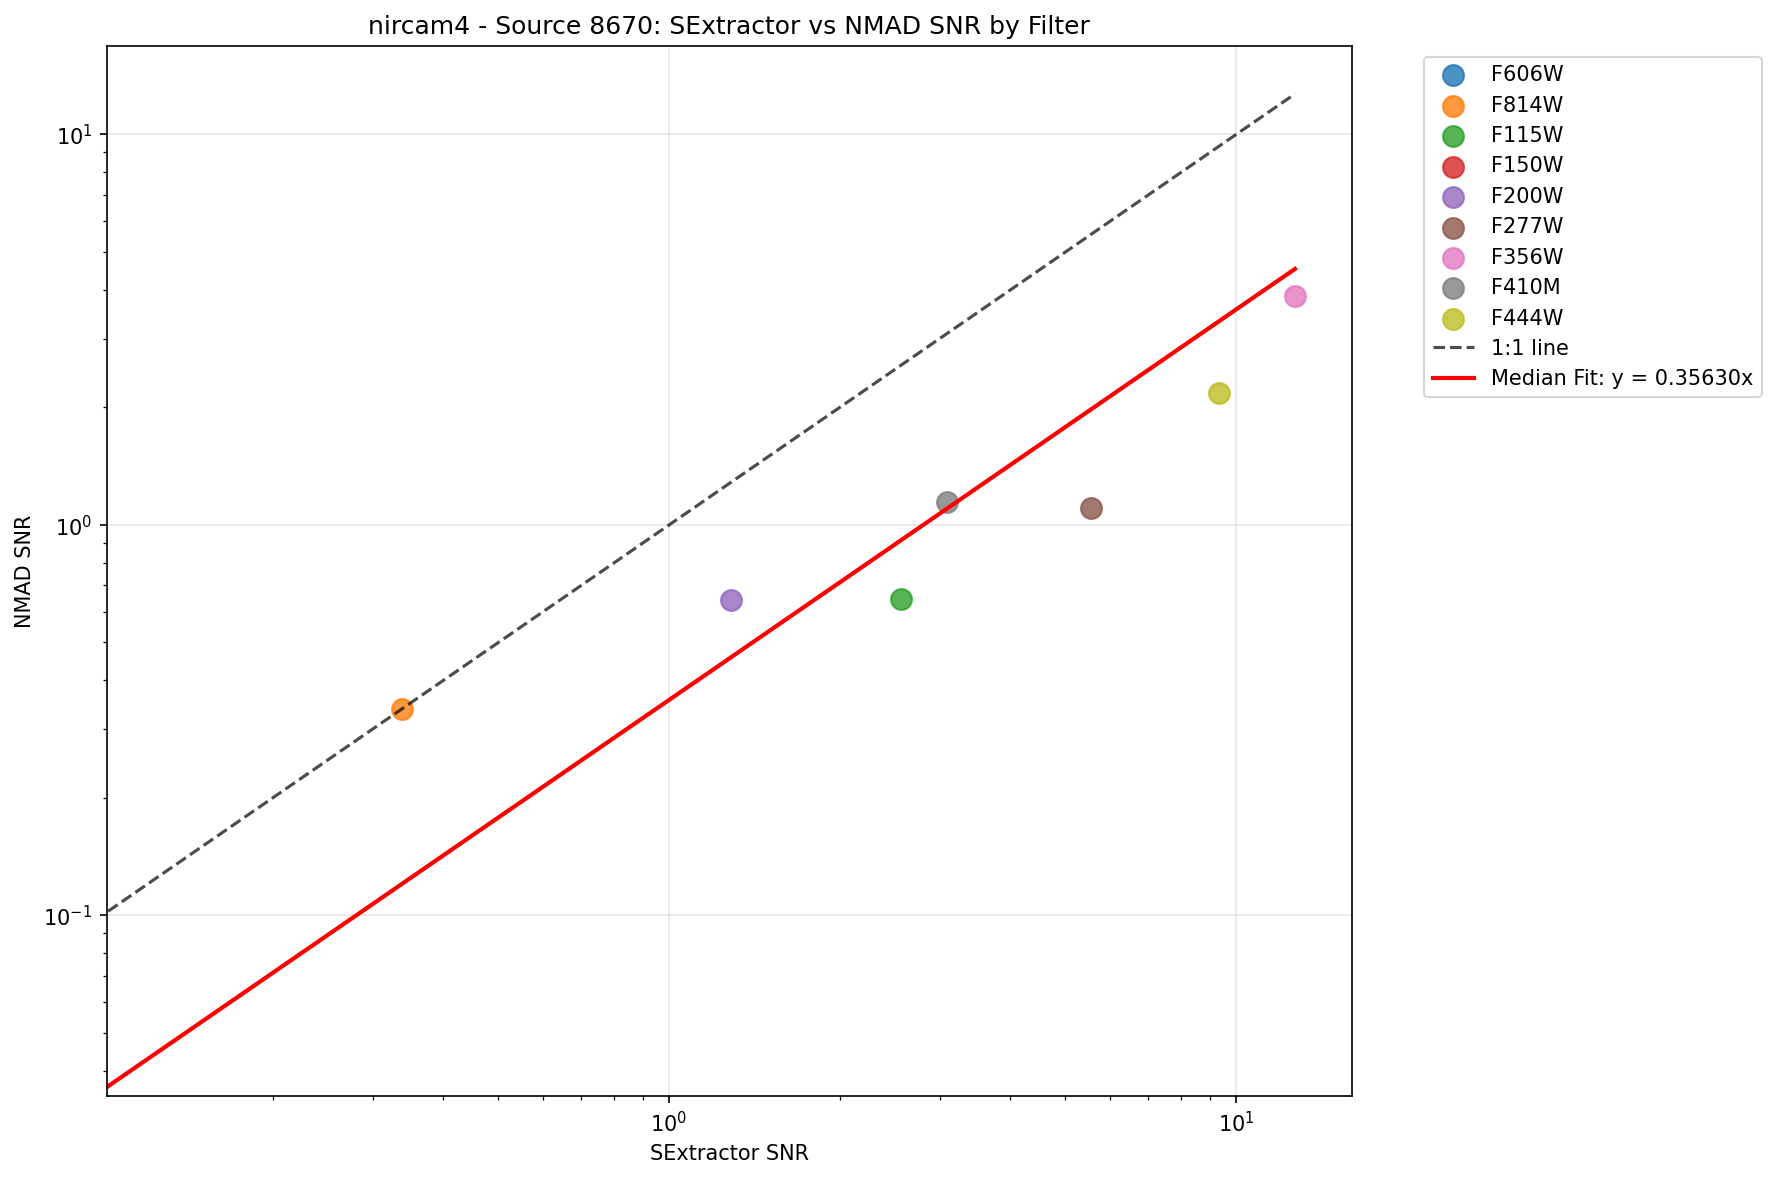 nircam4 - Source 8670: SExtractor vs NMAD SNR by Filter
F606W
F814W
F115W
F150W
F200W
F277W
F356W
F410M
F444W
1:1 line
Median Fit: y = 0.35630x
NMAD SNR
10¹
10⁰
10⁻¹
10⁰
10¹
SExtractor SNR